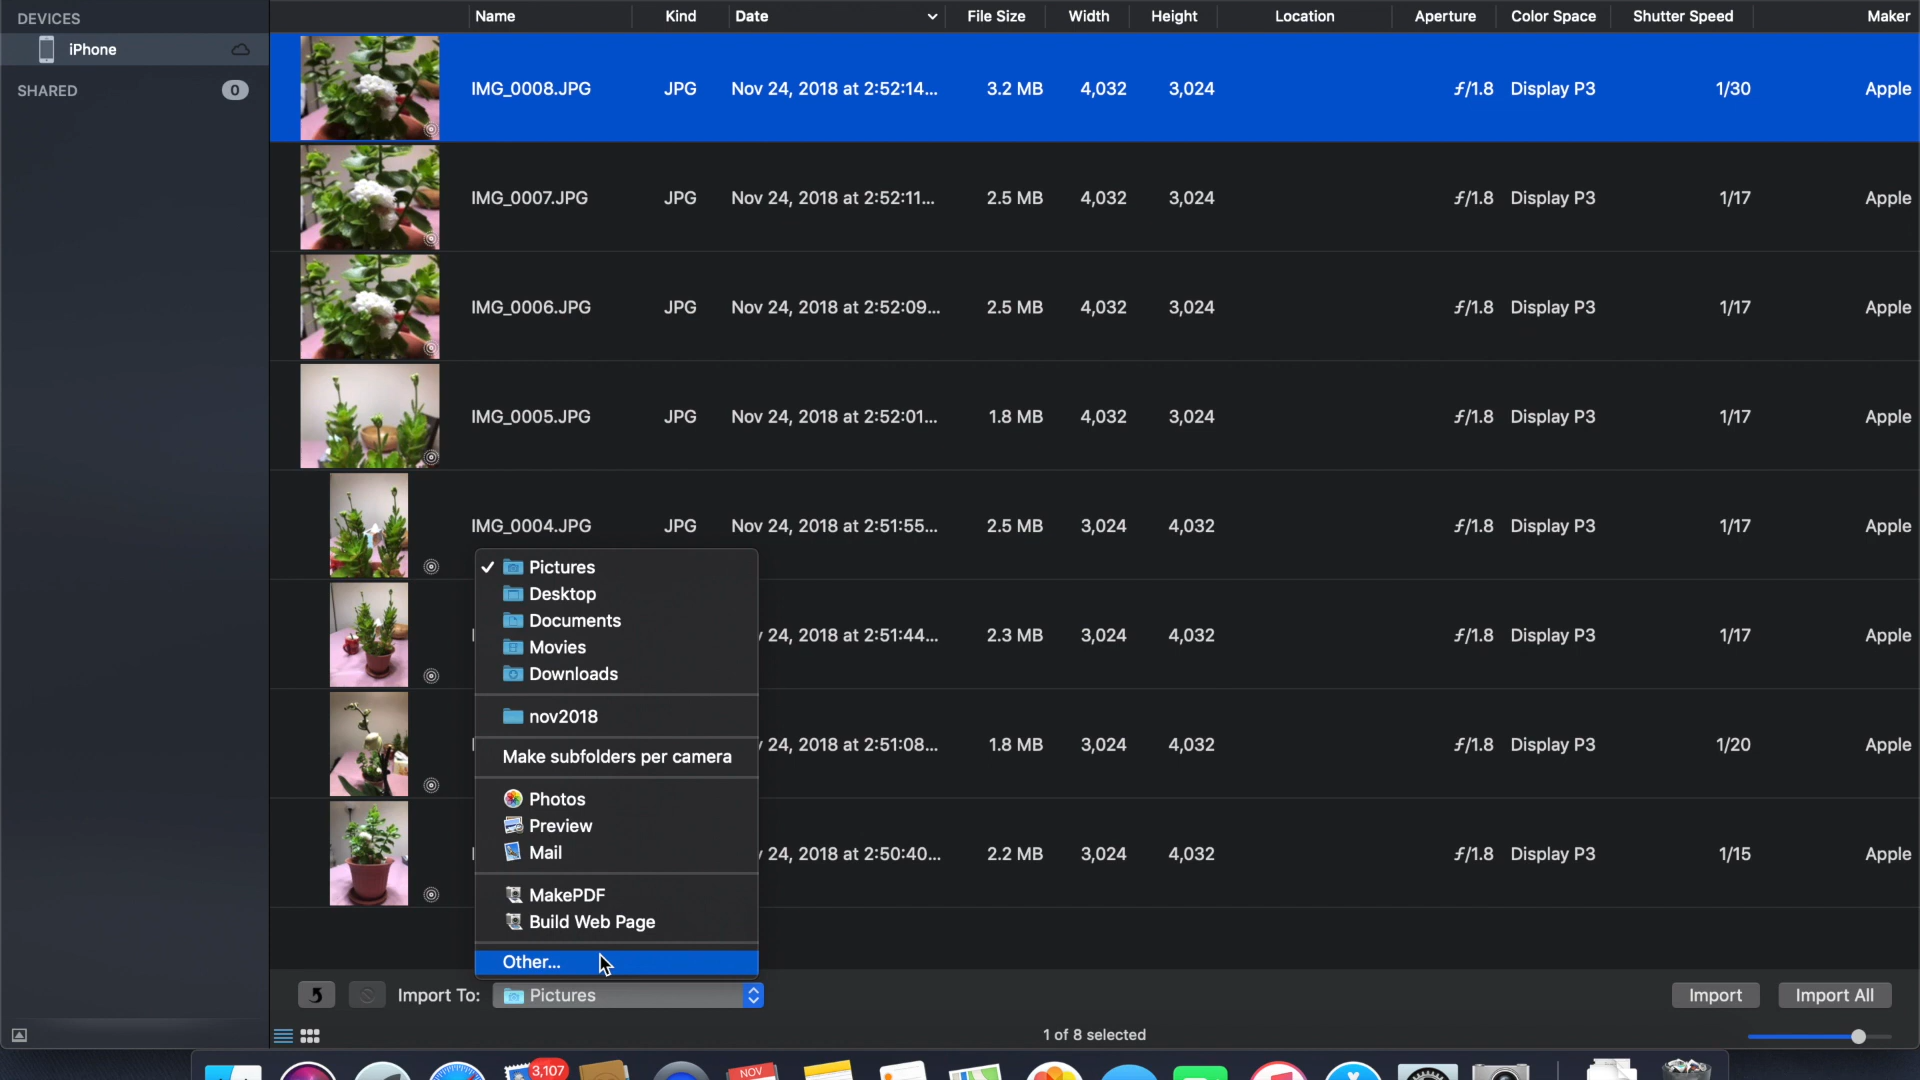 DEVICES
iPhone
SHARED 0
Name Kind Date File Size Width Height Location Aperture Color Space Shutter Speed Maker
IMG_0008.JPG JPG Nov 24, 2018 at 2:52:14... 3.2 MB 4,032 3,024 ƒ/1.8 Display P3 1/30 Apple
IMG_0007.JPG JPG Nov 24, 2018 at 2:52:11... 2.5 MB 4,032 3,024 ƒ/1.8 Display P3 1/17 Apple
IMG_0006.JPG JPG Nov 24, 2018 at 2:52:09... 2.5 MB 4,032 3,024 ƒ/1.8 Display P3 1/17 Apple
IMG_0005.JPG JPG Nov 24, 2018 at 2:52:01... 1.8 MB 4,032 3,024 ƒ/1.8 Display P3 1/17 Apple
IMG_0004.JPG JPG Nov 24, 2018 at 2:51:55... 2.5 MB 3,024 4,032 ƒ/1.8 Display P3 1/17 Apple
24, 2018 at 2:51:44... 2.3 MB 3,024 4,032 ƒ/1.8 Display P3 1/17 Apple
24, 2018 at 2:51:08... 1.8 MB 3,024 4,032 ƒ/1.8 Display P3 1/20 Apple
24, 2018 at 2:50:40... 2.2 MB 3,024 4,032 ƒ/1.8 Display P3 1/15 Apple
✓ Pictures
Desktop
Documents
Movies
Downloads
nov2018
Make subfolders per camera
Photos
Preview
Mail
MakePDF
Build Web Page
Other...
Import To: Pictures Import Import All
1 of 8 selected
3,107 NOV